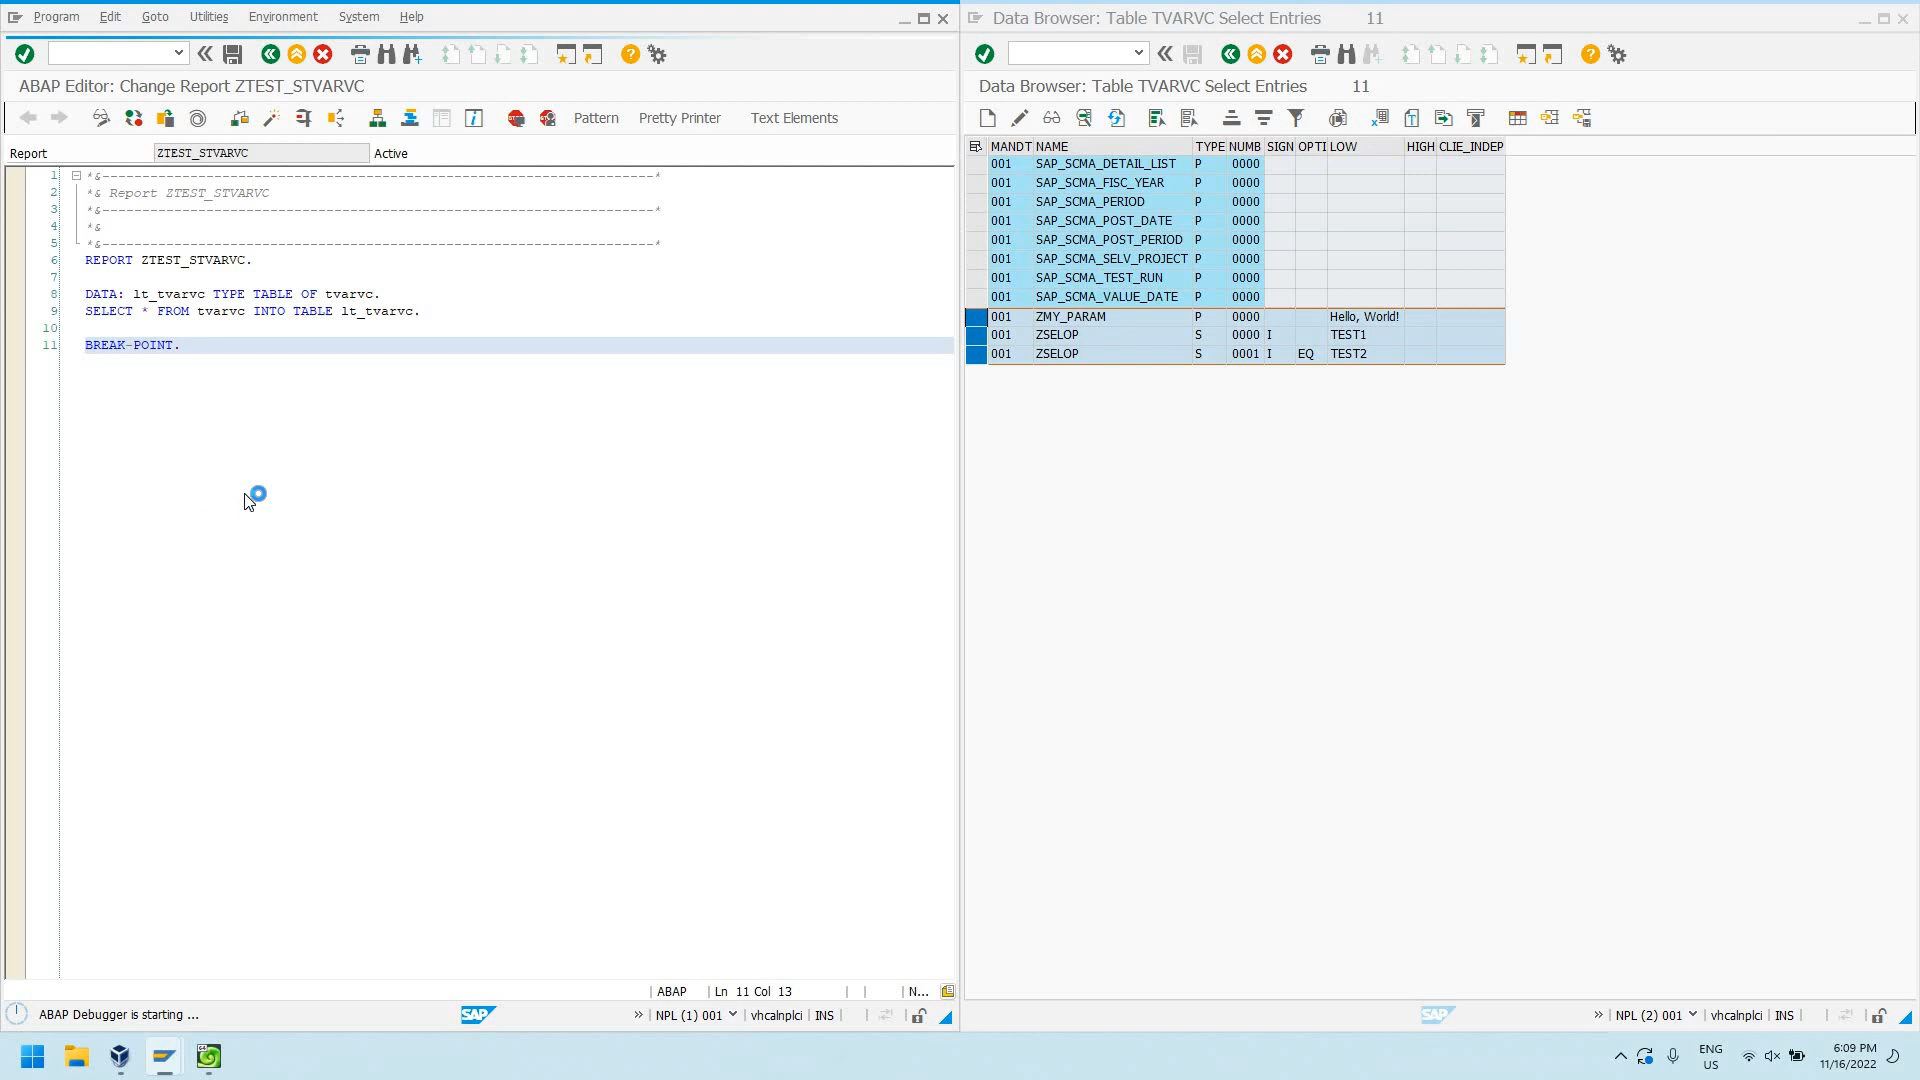 Program Edit Goto Utilities Environment System Help
ABAP Editor: Change Report ZTEST_STVARVC
Pattern Pretty Printer Text Elements
Report ZTEST_STVARVC Active
1 *&---------------------------------------------------------------------*
2 *& Report ZTEST_STVARVC
3 *&---------------------------------------------------------------------*
4 *&
5 *&---------------------------------------------------------------------*
6 REPORT ZTEST_STVARVC.
7
8 DATA: lt_tvarvc TYPE TABLE OF tvarvc.
9 SELECT * FROM tvarvc INTO TABLE lt_tvarvc.
10
11 BREAK-POINT.
ABAP Ln 11 Col 13 N...
ABAP Debugger is starting ... SAP NPL (1) 001 vhcalnplci INS
Data Browser: Table TVARVC Select Entries 11
Data Browser: Table TVARVC Select Entries 11
MANDT NAME TYPE NUMB SIGN OPTI LOW HIGH CLIE_INDEP
001 SAP_SCMA_DETAIL_LIST P 0000
001 SAP_SCMA_FISC_YEAR P 0000
001 SAP_SCMA_PERIOD P 0000
001 SAP_SCMA_POST_DATE P 0000
001 SAP_SCMA_POST_PERIOD P 0000
001 SAP_SCMA_SELV_PROJECT P 0000
001 SAP_SCMA_TEST_RUN P 0000
001 SAP_SCMA_VALUE_DATE P 0000
001 ZMY_PARAM P 0000 Hello, World!
001 ZSELOP S 0000 I TEST1
001 ZSELOP S 0001 I EQ TEST2
SAP NPL (2) 001 vhcalnplci INS
ENG US
6:09 PM
11/16/2022